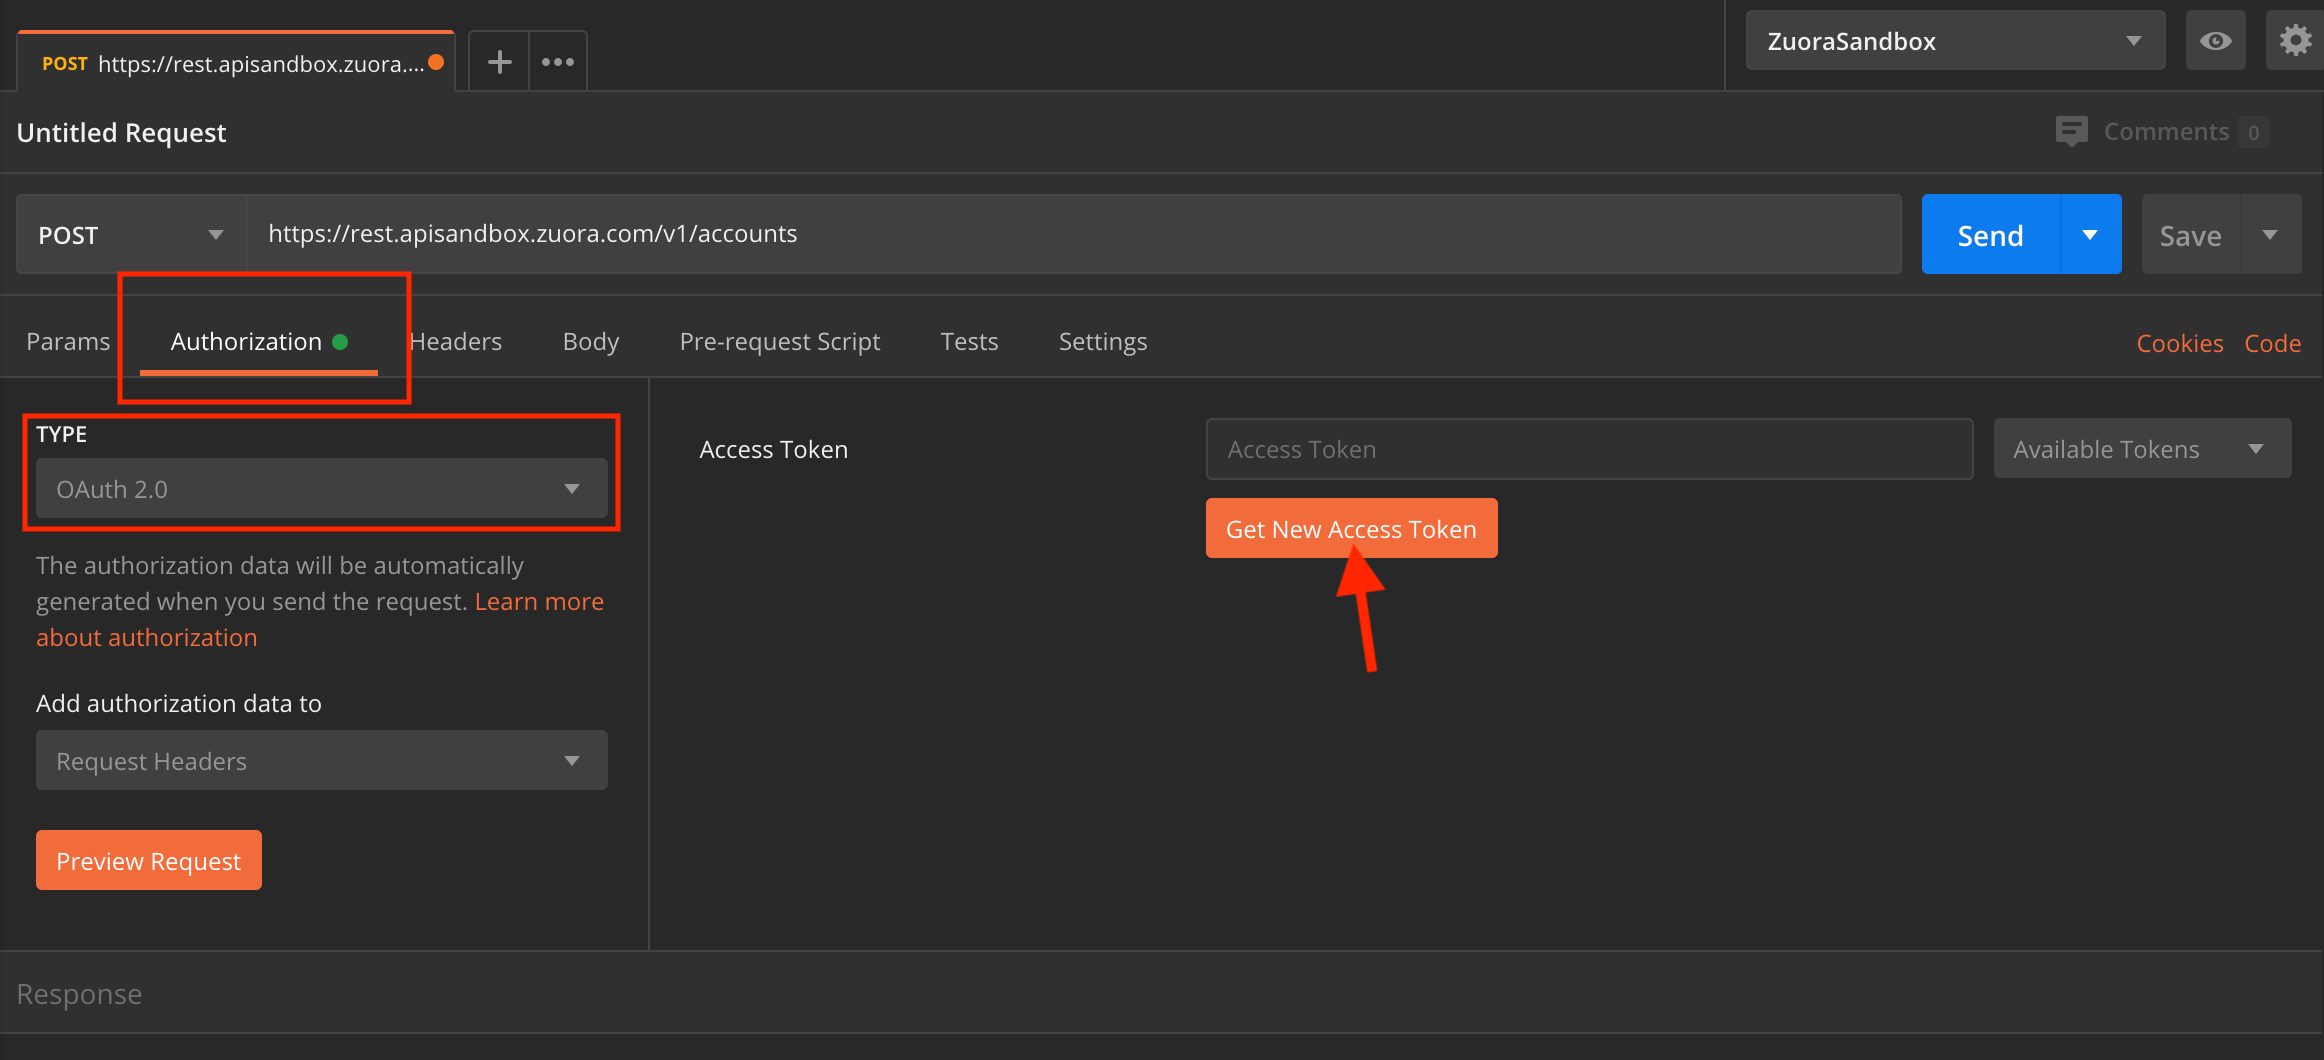 POST https://rest.apisandbox.zuora....
ZuoraSandbox
Untitled Request
Comments 0
POST https://rest.apisandbox.zuora.com/v1/accounts Send Save
Params Authorization Headers Body Pre-request Script Tests Settings Cookies Code
TYPE
OAuth 2.0
The authorization data will be automatically
generated when you send the request. Learn more
about authorization
Add authorization data to
Request Headers
Preview Request
Access Token Access Token Available Tokens
Get New Access Token
Response